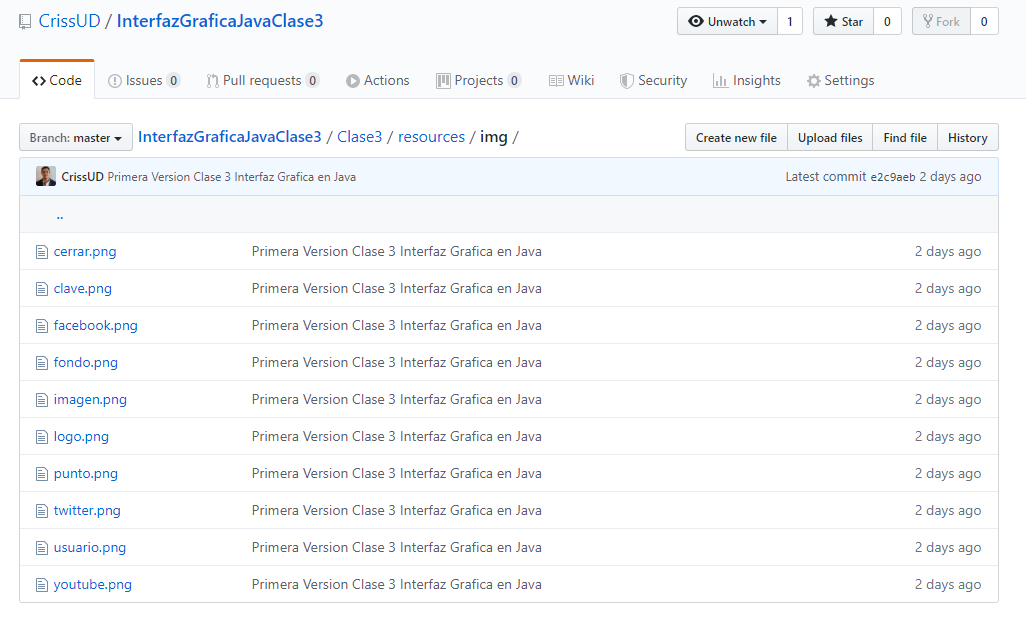 CrissUD / InterfazGraficaJavaClase3
Unwatch 1 Star 0 Fork 0
Code Issues 0 Pull requests 0 Actions Projects 0 Wiki Security Insights Settings
Branch: master InterfazGraficaJavaClase3 / Clase3 / resources / img / Create new file Upload files Find file History
CrissUD Primera Version Clase 3 Interfaz Grafica en Java Latest commit e2c9aeb 2 days ago
..
cerrar.png Primera Version Clase 3 Interfaz Grafica en Java 2 days ago
clave.png Primera Version Clase 3 Interfaz Grafica en Java 2 days ago
facebook.png Primera Version Clase 3 Interfaz Grafica en Java 2 days ago
fondo.png Primera Version Clase 3 Interfaz Grafica en Java 2 days ago
imagen.png Primera Version Clase 3 Interfaz Grafica en Java 2 days ago
logo.png Primera Version Clase 3 Interfaz Grafica en Java 2 days ago
punto.png Primera Version Clase 3 Interfaz Grafica en Java 2 days ago
twitter.png Primera Version Clase 3 Interfaz Grafica en Java 2 days ago
usuario.png Primera Version Clase 3 Interfaz Grafica en Java 2 days ago
youtube.png Primera Version Clase 3 Interfaz Grafica en Java 2 days ago